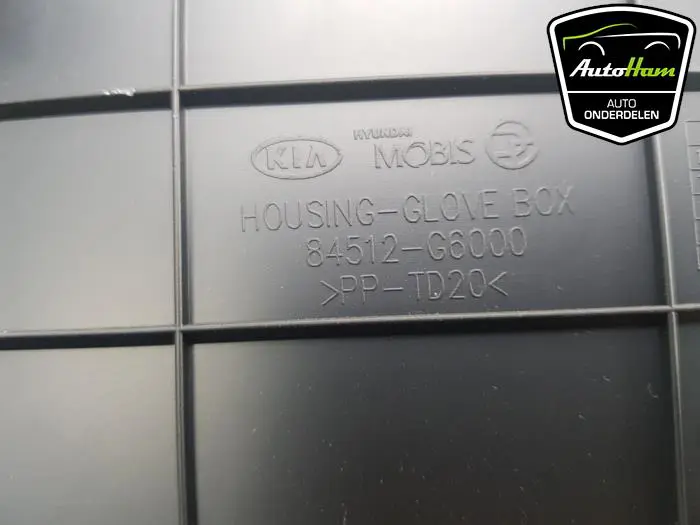 AutoHam
AUTO
ONDERDELEN
KIA
HYUNDAI
MOBIS
HOUSING-GLOVE BOX
84512-G6000
>PP-TD20<